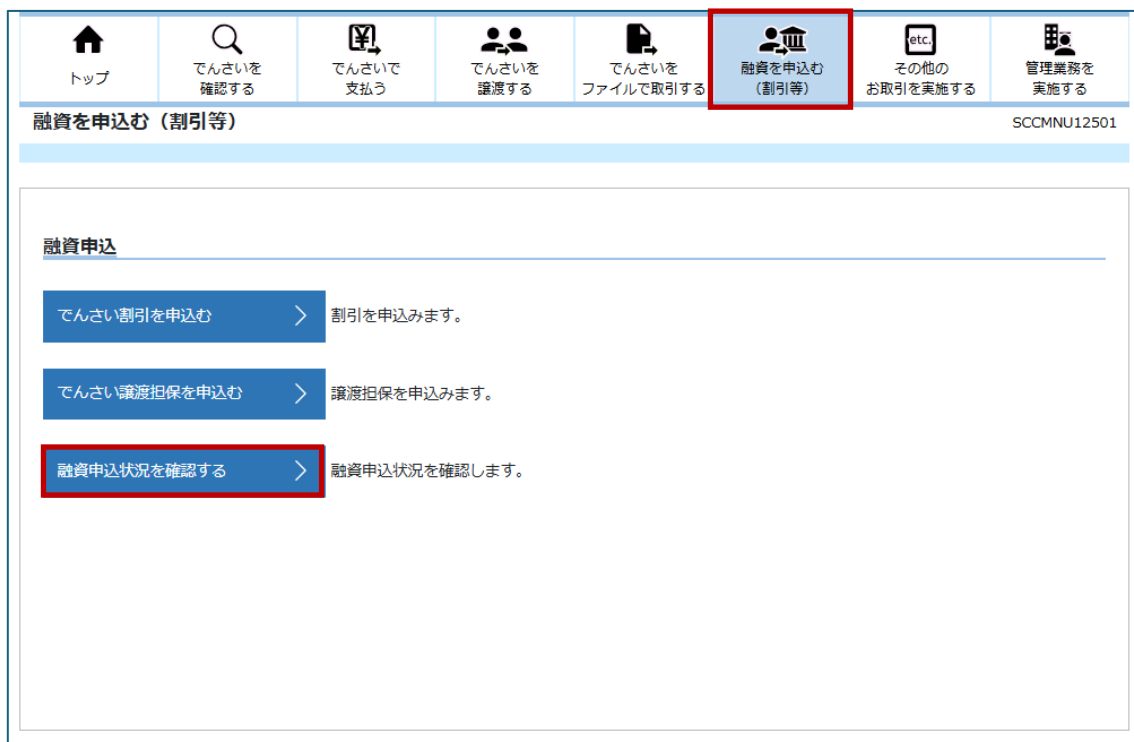 トップ
でんさいを
確認する
でんさいで
支払う
でんさいを
譲渡する
でんさいを
ファイルで取引する
融資を申込む
(割引等)
etc.
その他の
お取引を実施する
管理業務を
実施する
融資を申込む(割引等)
SCCMNU12501
融資申込
でんさい割引を申込む
割引を申込みます。
でんさい譲渡担保を申込む
譲渡担保を申込みます。
融資申込状況を確認する
融資申込状況を確認します。